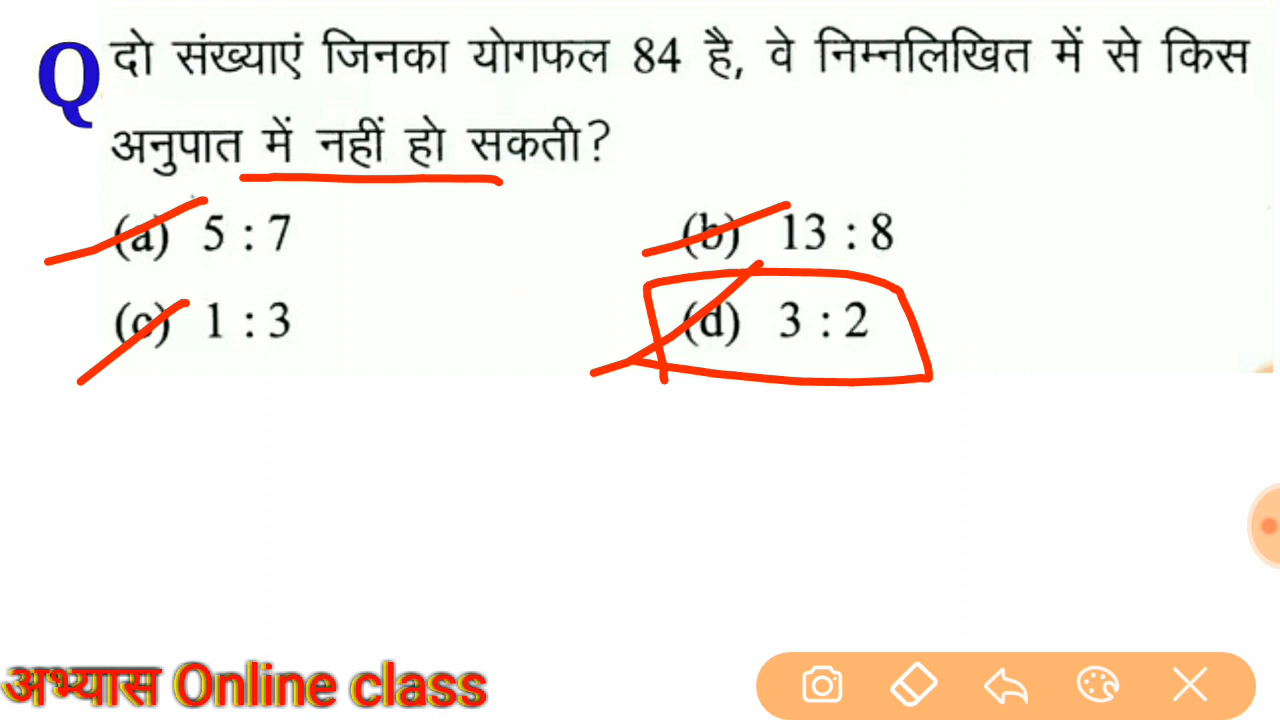 Q दो संख्याएं जिनका योगफल 84 है, वे निम्नलिखित में से किस
अनुपात में नहीं हो सकती?
(a) 5 : 7 (b) 13 : 8
(c) 1 : 3 (d) 3 : 2
अभ्यास Online class